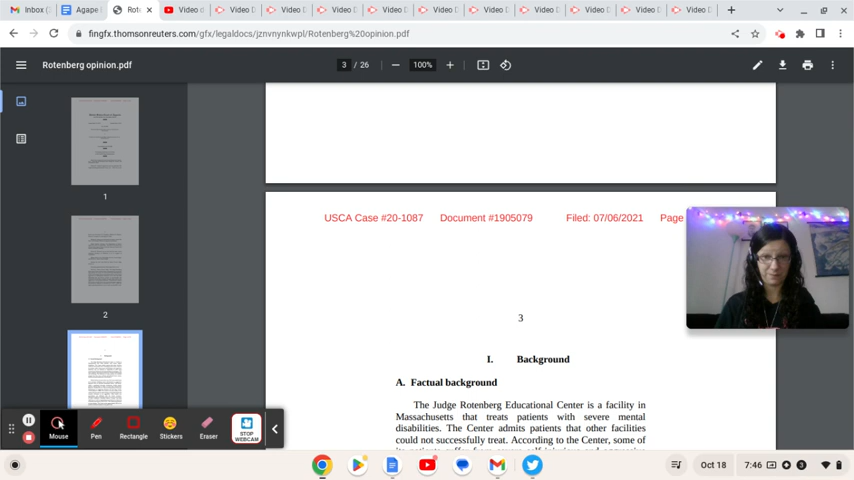 Inbox (
Agape
Rote
Video d
Video D
Video D
Video D
Video D
Video D
Video D
Video D
Video D
Video D
fingfx.thomsonreuters.com/gfx/legaldocs/jznvnynkwpl/Rotenberg%20opinion.pdf
Rotenberg opinion.pdf
3 / 26
100%
1
2
USCA Case #20-1087 Document #1905079 Filed: 07/06/2021 Page
3
I. Background
A. Factual background
The Judge Rotenberg Educational Center is a facility in
Massachusetts that treats patients with severe mental
disabilities. The Center admits patients that other facilities
could not successfully treat. According to the Center, some of
Mouse
Pen
Rectangle
Stickers
Eraser
STOP
WEBCAM
Oct 18
7:46
3